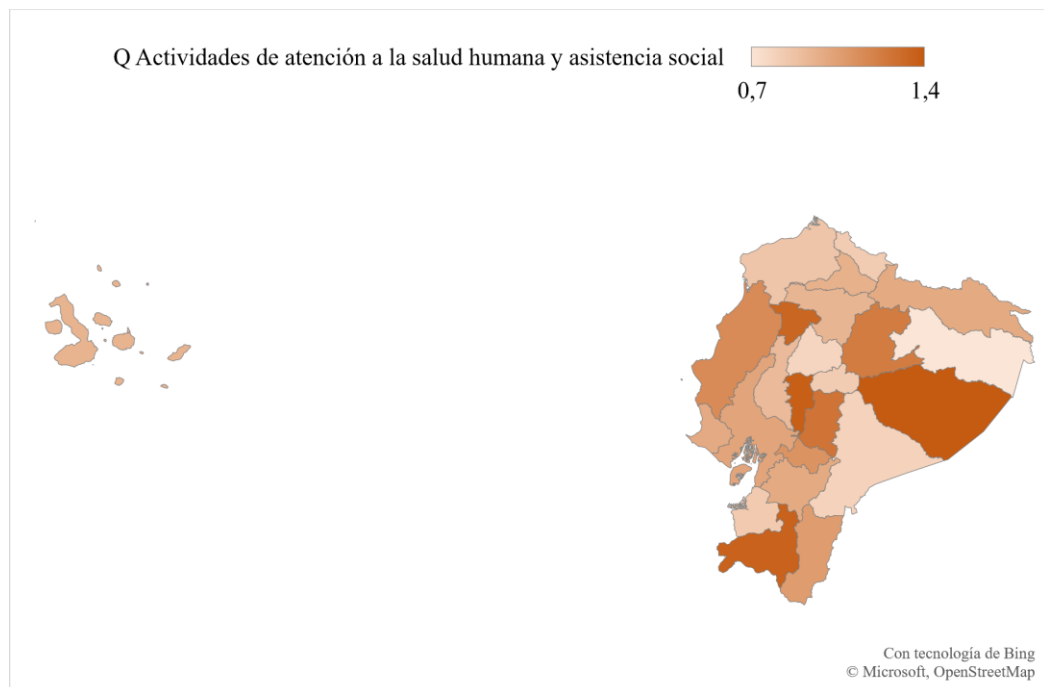 Q Actividades de atención a la salud humana y asistencia social
0,7 1,4
Con tecnología de Bing
© Microsoft, OpenStreetMap